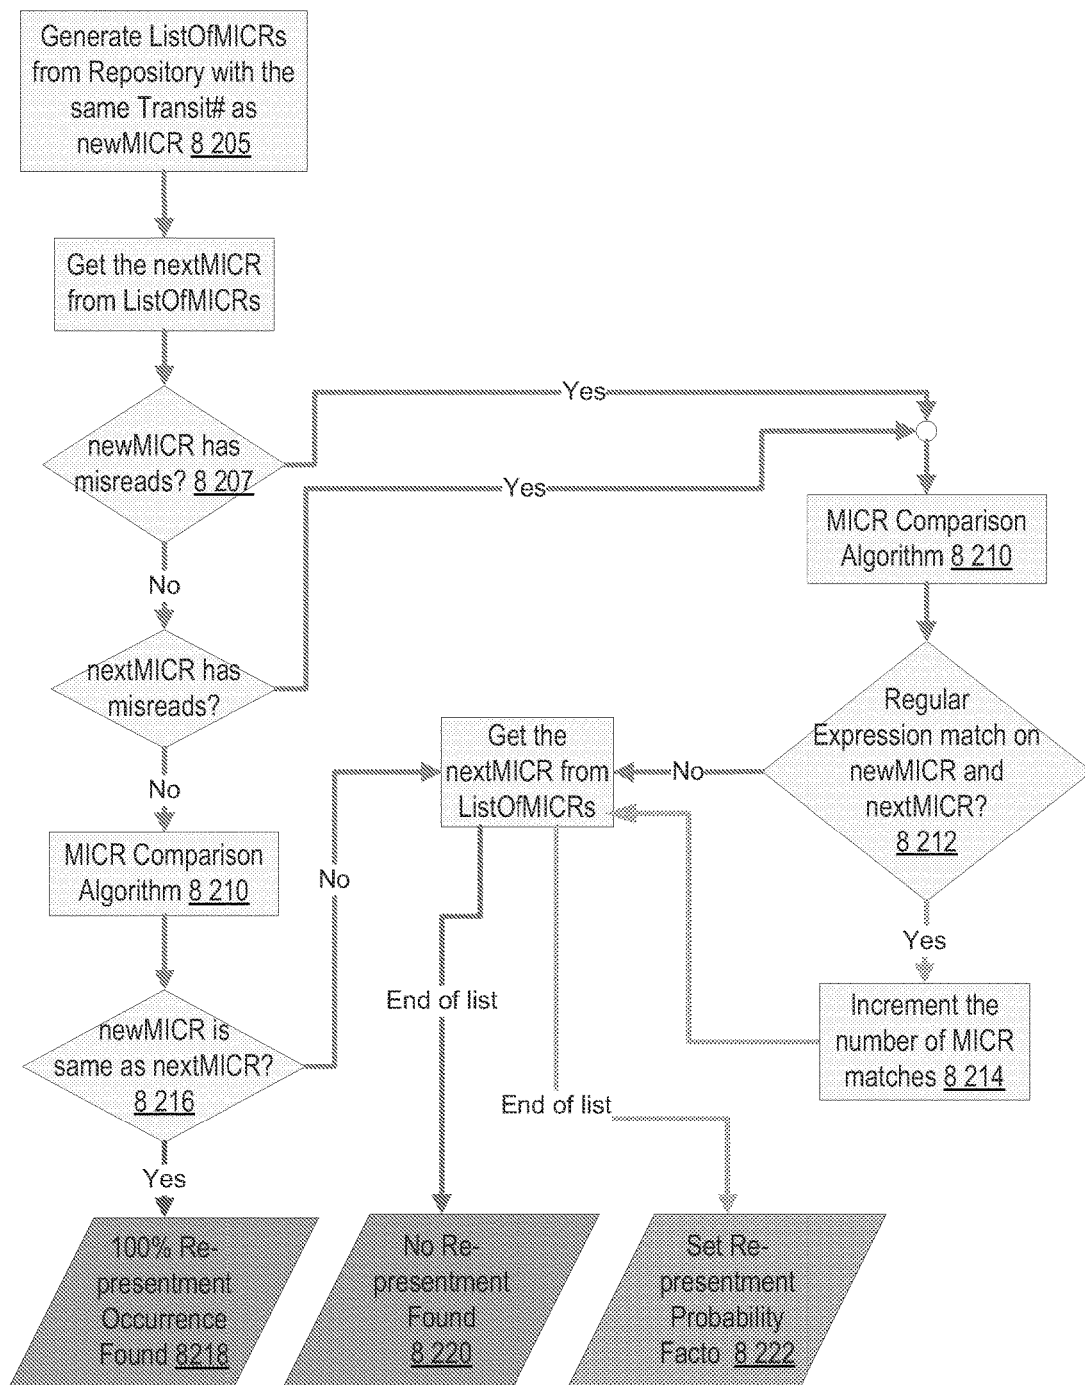 Generate ListOfMICRs
from Repository with the
same Transit# as
newMICR 8 205
Get the nextMICR
from ListOfMICRs
newMICR has
misreads? 8 207
Yes
Yes
No
nextMICR has
misreads?
No
MICR Comparison
Algorithm 8 210
newMICR is
same as nextMICR?
8 216
No
Yes
MICR Comparison
Algorithm 8 210
Regular
Expression match on
newMICR and
nextMICR?
8 212
No
Yes
Get the
nextMICR from
ListOfMICRs
Increment the
number of MICR
matches 8 214
End of list
End of list
100% Re-
presentment
Occurrence
Found 8218
No Re-
presentment
Found
8 220
Set Re-
presentment
Probability
Facto 8 222